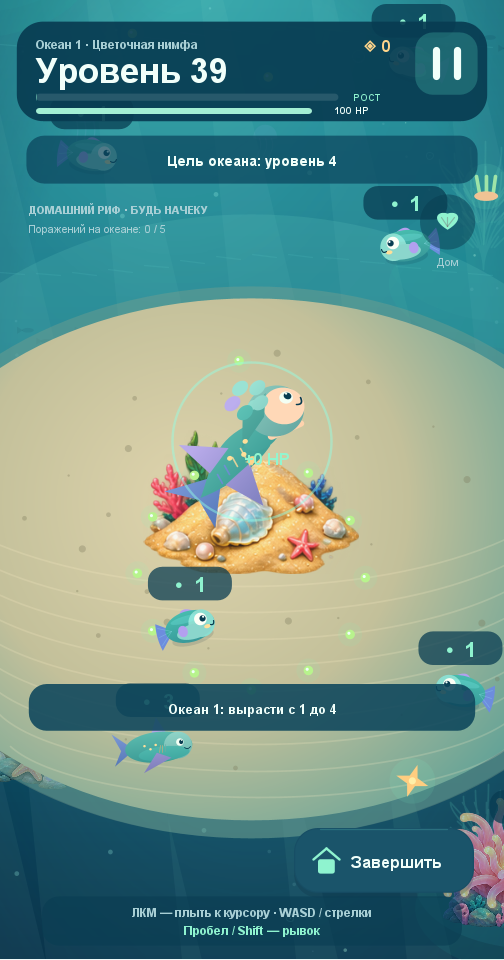 • 1
Океан 1 · Цветочная нимфа
0
Уровень 39
РОСТ
100 HP
Цель океана: уровень 4
ДОМАШНИЙ РИФ · БУДЬ НАЧЕКУ
• 1
Поражений на океане: 0 / 5
Дом
+0 HP
• 1
• 1
Океан 1: вырасти с 1 до 4
Завершить
ЛКМ — плыть к курсору · WASD / стрелки
Пробел / Shift — рывок